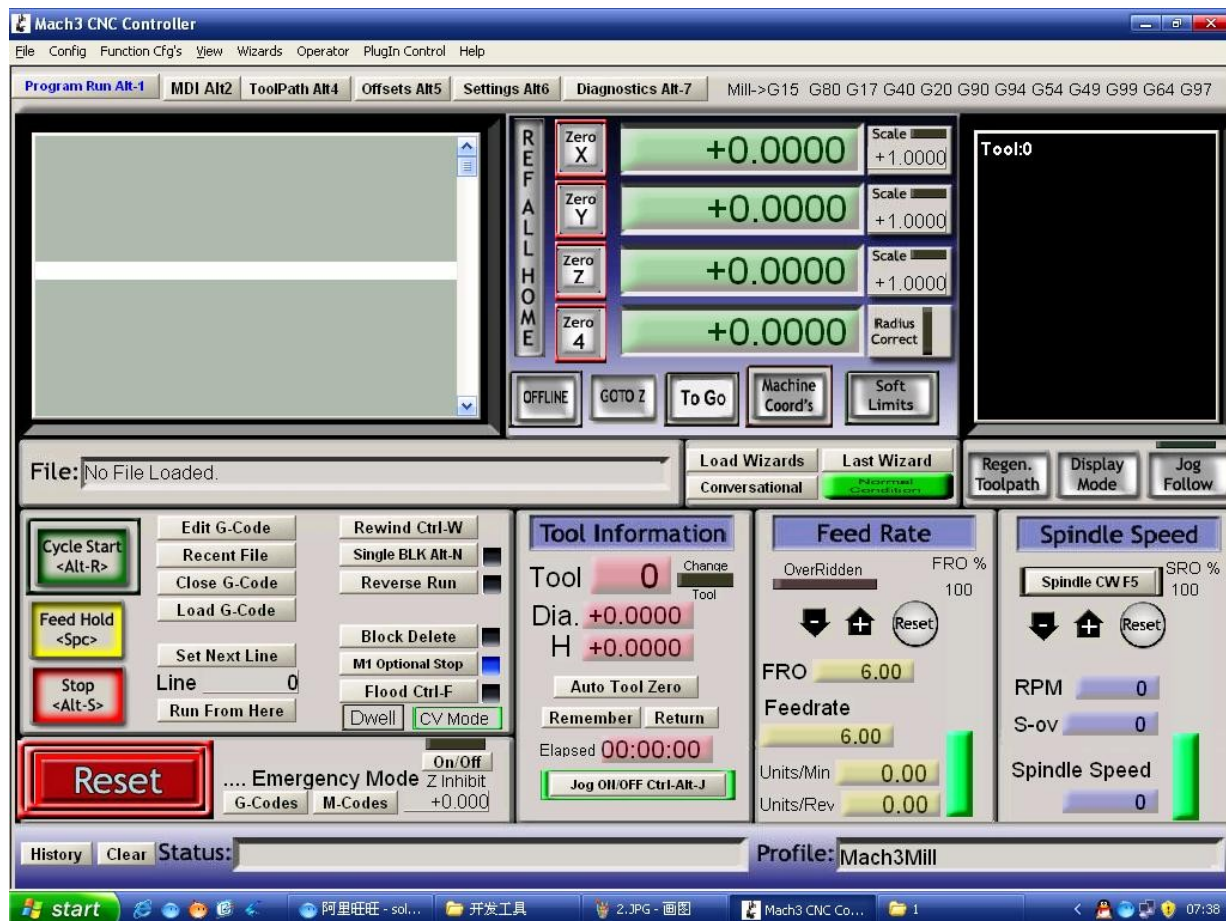 Mach3 CNC Controller
File Config Function Cfg's View Wizards Operator PlugIn Control Help
Program Run Alt-1 MDI Alt2 ToolPath Alt4 Offsets Alt5 Settings Alt6 Diagnostics Alt-7 Mill->G15 G80 G17 G40 G20 G90 G94 G54 G49 G99 G64 G97
REF ALL HOME
Zero X +0.0000 Scale +1.0000
Zero Y +0.0000 Scale +1.0000
Zero Z +0.0000 Scale +1.0000
Zero 4 +0.0000 Radius Correct
Tool:0
OFFLINE GOTO Z To Go Machine Coord's Soft Limits
File: No File Loaded.
Load Wizards Last Wizard
Conversational Normal Condition
Regen. Toolpath Display Mode Jog Follow
Cycle Start <Alt-R>
Feed Hold <Spc>
Stop <Alt-S>
Edit G-Code
Recent File
Close G-Code
Load G-Code
Set Next Line
Line 0
Run From Here
Rewind Ctrl-W
Single BLK Alt-N
Reverse Run
Block Delete
M1 Optional Stop
Flood Ctrl-F
Dwell CV Mode
Reset
.... Emergency Mode
G-Codes M-Codes
On/Off
Z Inhibit
+0.000
Tool Information
Tool 0 Change Tool
Dia. +0.0000
H +0.0000
Auto Tool Zero
Remember Return
Elapsed 00:00:00
Jog ON/OFF Ctrl-Alt-J
Feed Rate
OverRidden FRO % 100
Reset
FRO 6.00
Feedrate
6.00
Units/Min 0.00
Units/Rev 0.00
Spindle Speed
Spindle CW F5 SRO % 100
Reset
RPM 0
S-ov 0
Spindle Speed
0
History Clear Status: Profile: Mach3Mill
start 阿里旺旺 - sol... 开发工具 2.JPG - 画图 Mach3 CNC Co... 1 07:38